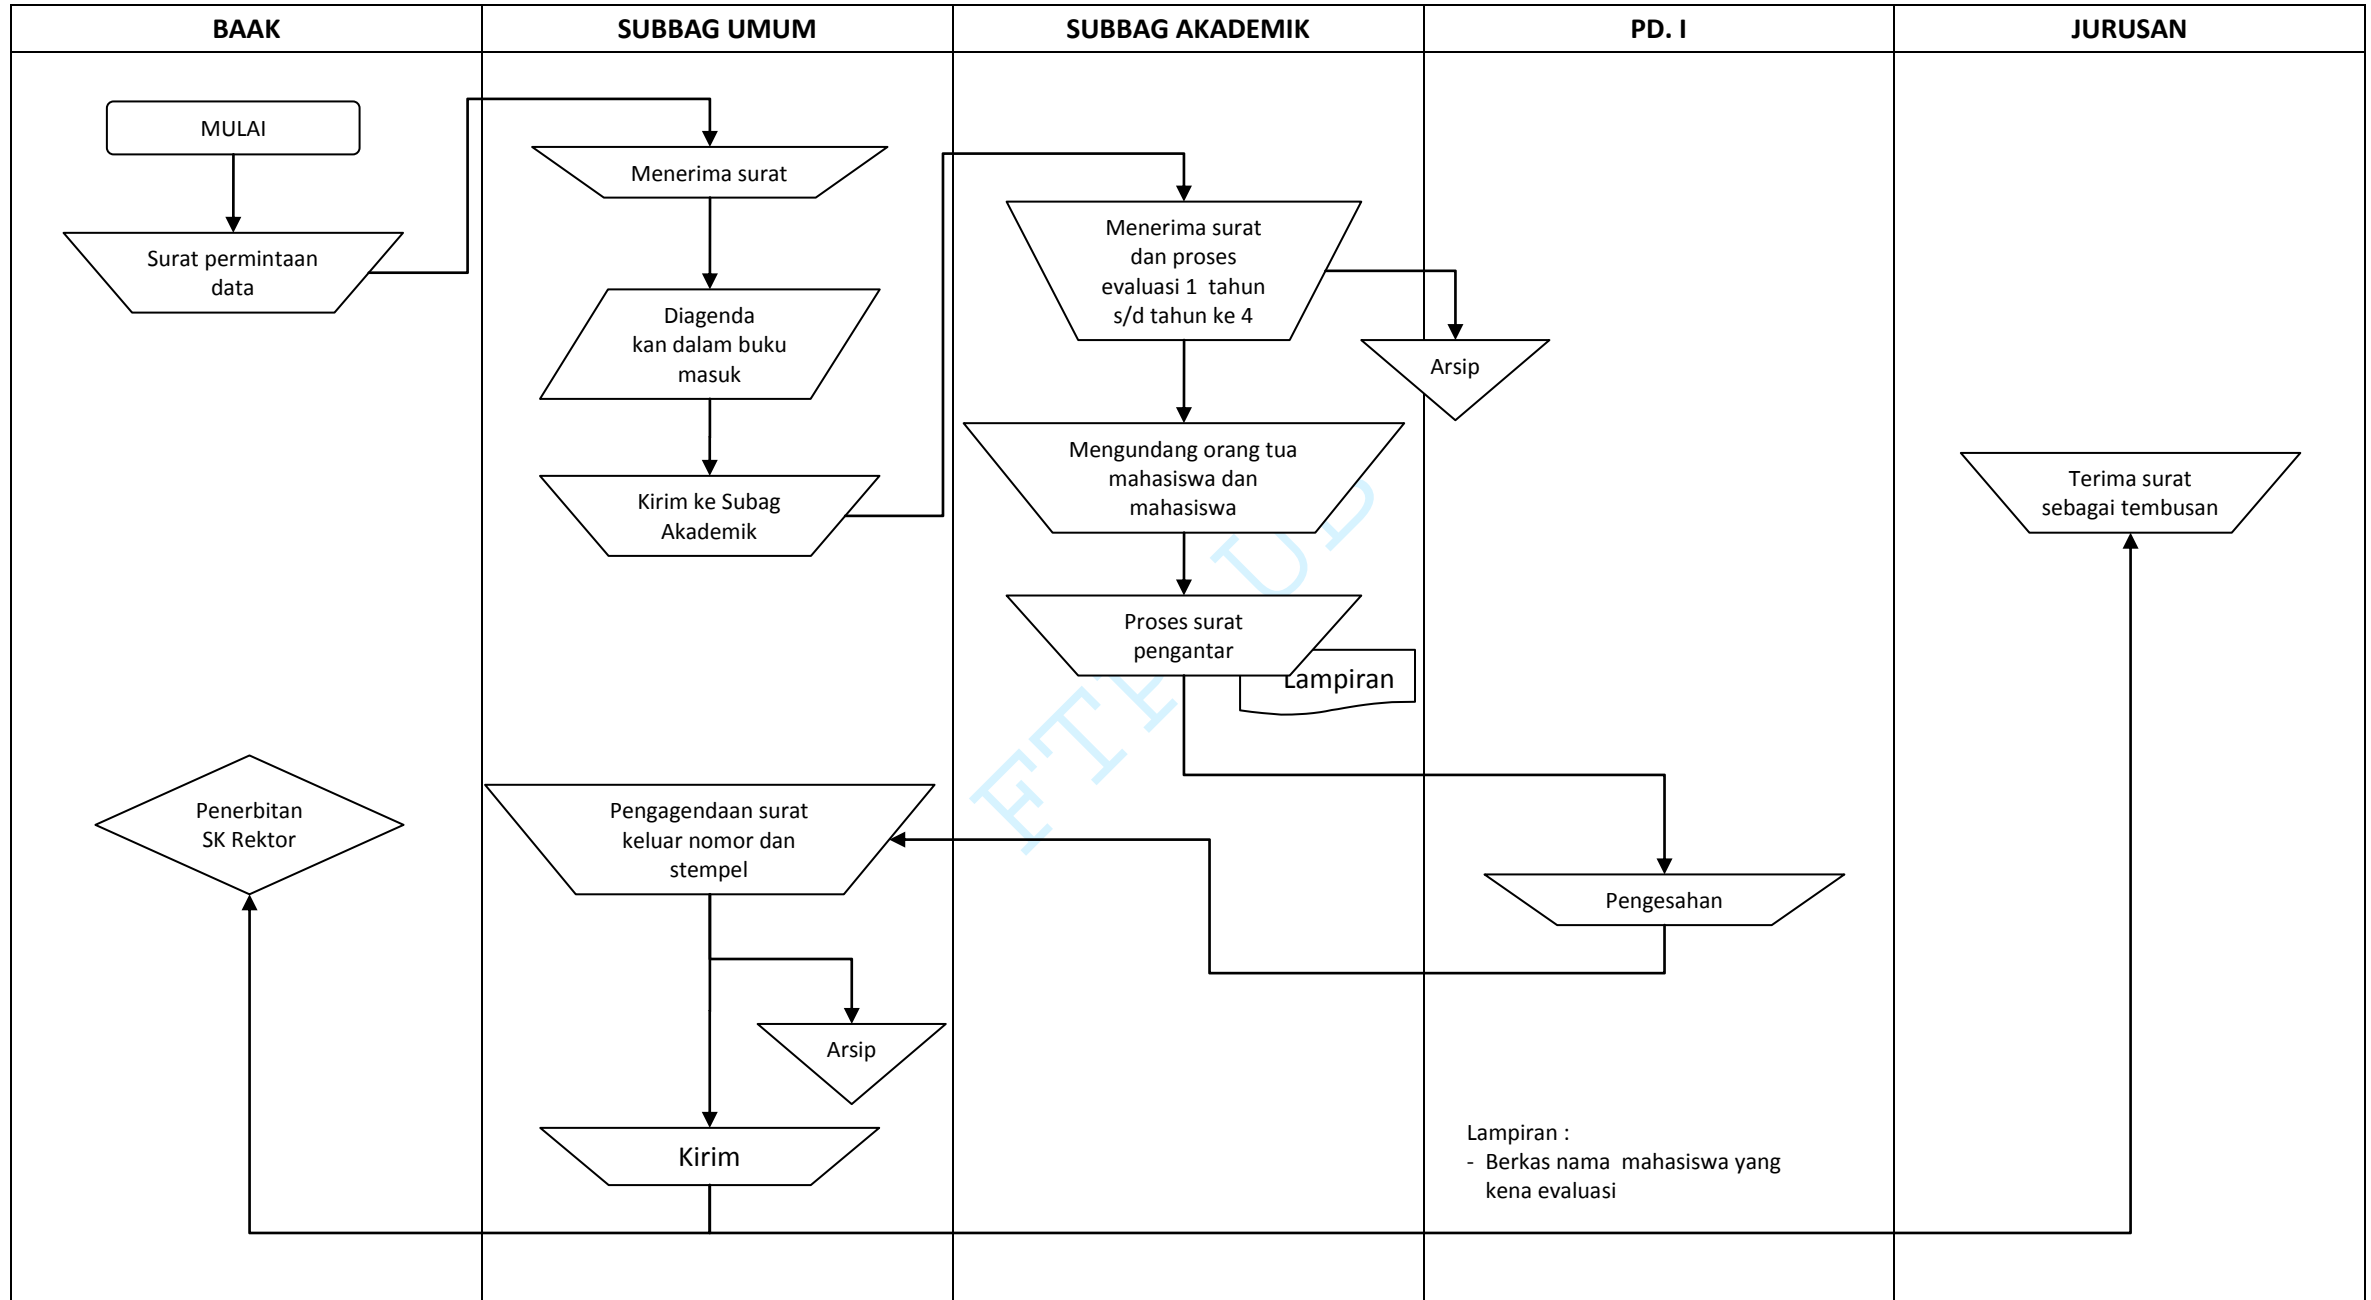 BAAK
SUBBAG UMUM
SUBBAG AKADEMIK
PD. I
JURUSAN
MULAI
Surat permintaan
data
Menerima surat
Diagenda
kan dalam buku
masuk
Kirim ke Subag
Akademik
Menerima surat
dan proses
evaluasi 1 tahun
s/d tahun ke 4
Arsip
Mengundang orang tua
mahasiswa dan
mahasiswa
Proses surat
pengantar
Lampiran
Terima surat
sebagai tembusan
Penerbitan
SK Rektor
Pengagendaan surat
keluar nomor dan
stempel
Pengesahan
Arsip
Kirim
Lampiran :
- Berkas nama mahasiswa yang
kena evaluasi
FTP UB